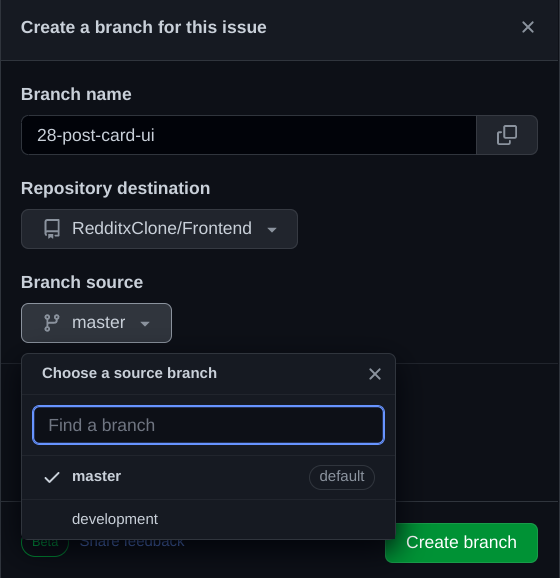 Create a branch for this issue
Branch name
28-post-card-ui
Repository destination
RedditxClone/Frontend
Branch source
master
Choose a source branch
Find a branch
master default
development
Beta Share feedback
Create branch